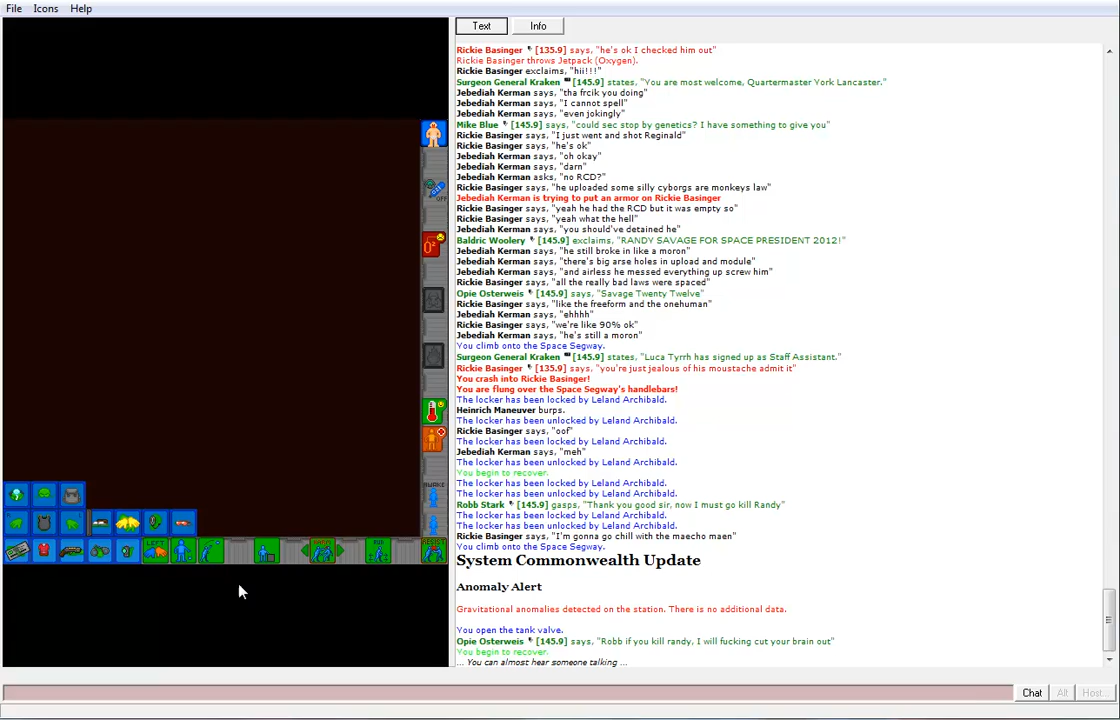 File Icons Help
Text Info
Rickie Basinger [135.9] says, "he's ok I checked him out"
Rickie Basinger throws Jetpack (Oxygen).
Rickie Basinger exclaims, "hii!!!"
Surgeon General Kraken [145.9] states, "You are most welcome, Quartermaster York Lancaster."
Jebediah Kerman says, "tha frcik you doing"
Jebediah Kerman says, "I cannot spell"
Jebediah Kerman says, "even jokingly"
Mike Blue [145.9] says, "could sec stop by genetics? I have something to give you"
Rickie Basinger says, "I just went and shot Reginald"
Rickie Basinger says, "he's ok"
Jebediah Kerman says, "oh okay"
Jebediah Kerman says, "darn"
Jebediah Kerman asks, "no RCD?"
Rickie Basinger says, "he uploaded some silly cyborgs are monkeys law"
Jebediah Kerman is trying to put an armor on Rickie Basinger
Rickie Basinger says, "yeah he had the RCD but it was empty so"
Rickie Basinger says, "yeah what the hell"
Jebediah Kerman says, "you should've detained he"
Baldric Woolery [145.9] exclaims, "RANDY SAVAGE FOR SPACE PRESIDENT 2012!"
Jebediah Kerman says, "he still broke in like a moron"
Jebediah Kerman says, "there's big arse holes in upload and module"
Jebediah Kerman says, "and airless he messed everything up screw him"
Rickie Basinger says, "all the really bad laws were spaced"
Opie Osterweis [145.9] says, "Savage Twenty Twelve"
Rickie Basinger says, "like the freeform and the onehuman"
Jebediah Kerman says, "ehhhh"
Rickie Basinger says, "we're like 90% ok"
Jebediah Kerman says, "he's still a moron"
You climb onto the Space Segway.
Surgeon General Kraken [145.9] states, "Luca Tyrrh has signed up as Staff Assistant."
Rickie Basinger [135.9] says, "you're just jealous of his moustache admit it"
You crash into Rickie Basinger!
You are flung over the Space Segway's handlebars!
The locker has been locked by Leland Archibald.
Heinrich Maneuver burps.
The locker has been unlocked by Leland Archibald.
Rickie Basinger says, "oof"
The locker has been locked by Leland Archibald.
Jebediah Kerman says, "meh"
The locker has been unlocked by Leland Archibald.
You begin to recover.
The locker has been locked by Leland Archibald.
The locker has been unlocked by Leland Archibald.
Robb Stark [145.9] gasps, "Thank you good sir, now I must go kill Randy"
The locker has been locked by Leland Archibald.
The locker has been unlocked by Leland Archibald.
Rickie Basinger says, "I'm gonna go chill with the maecho maen"
You climb onto the Space Segway.
System Commonwealth Update
Anomaly Alert
Gravitational anomalies detected on the station. There is no additional data.
You open the tank valve.
Opie Osterweis [145.9] says, "Robb if you kill randy, I will fucking cut your brain out"
You begin to recover.
... You can almost hear someone talking ...
OFF
O²
AWAKE
LEFT
HARM
RUN
RESIST
Chat Alt Host...